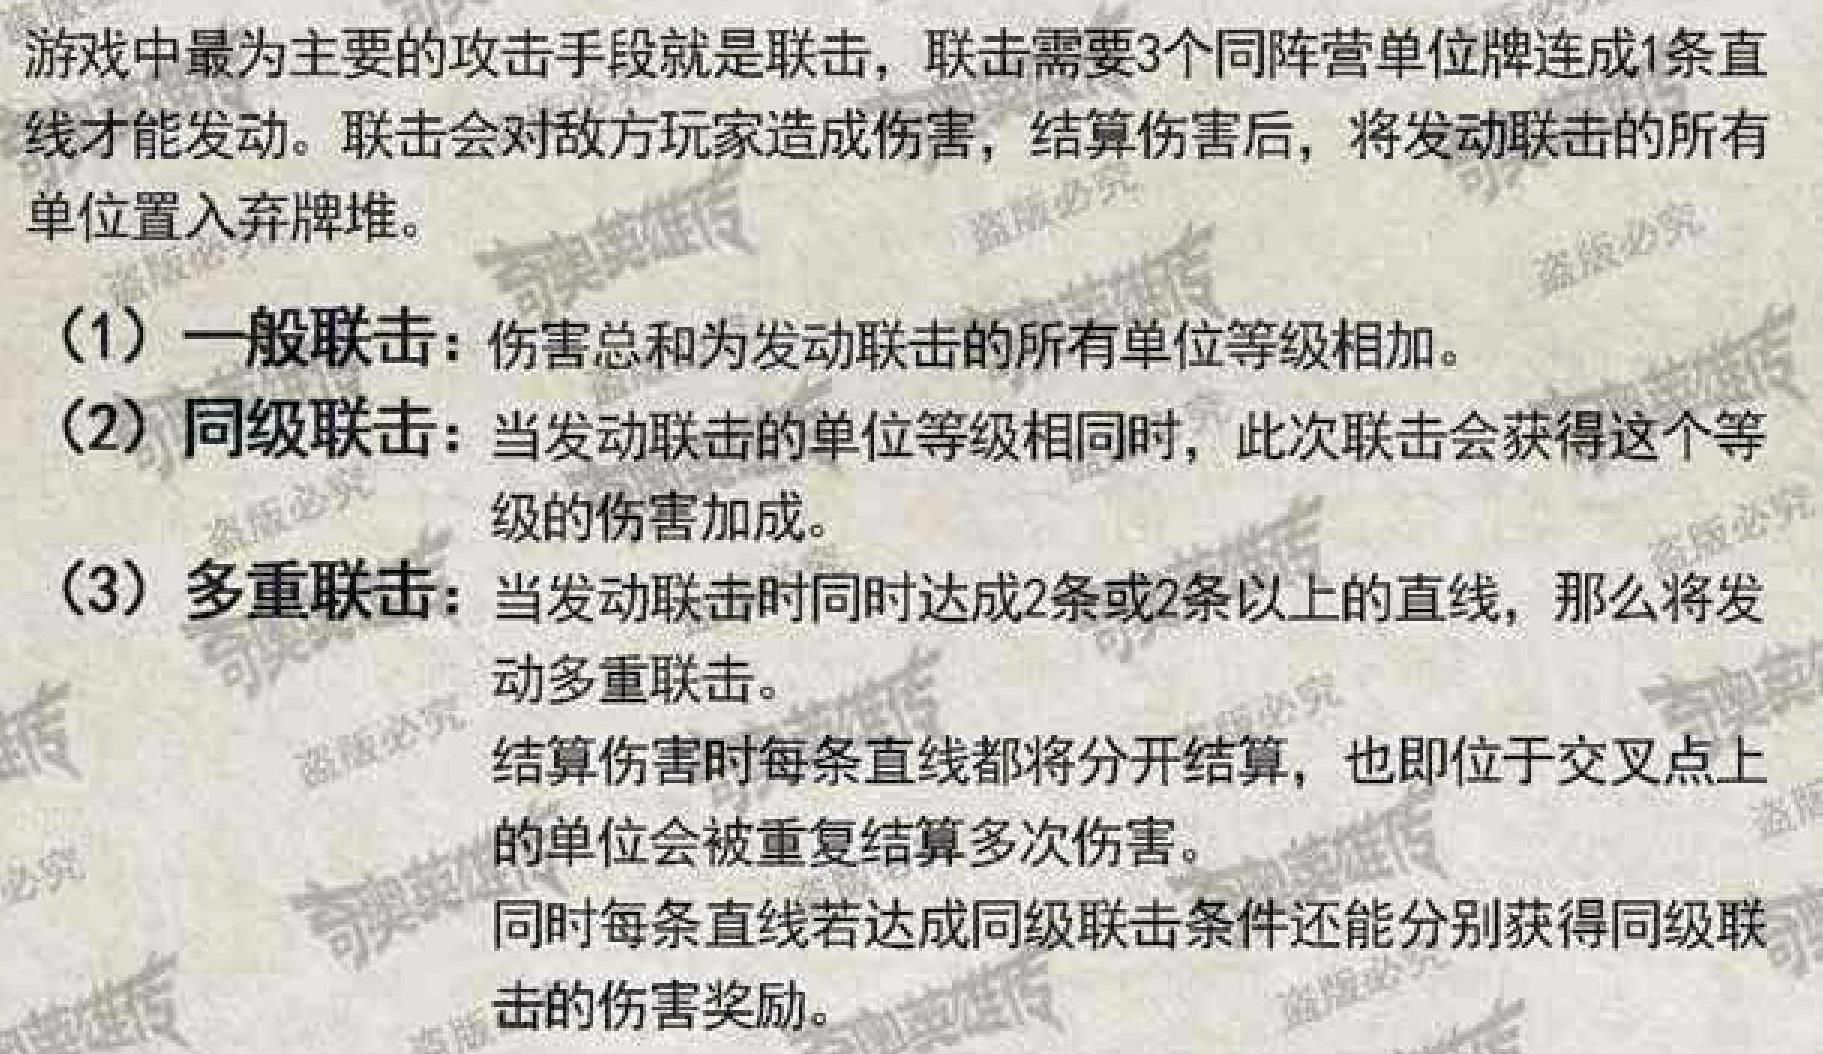 游戏中最为主要的攻击手段就是联击，联击需要3个同阵营单位牌连成1条直
线才能发动。联击会对敌方玩家造成伤害，结算伤害后，将发动联击的所有
单位置入弃牌堆。
（1）一般联击：伤害总和为发动联击的所有单位等级相加。
（2）同级联击：当发动联击的单位等级相同时，此次联击会获得这个等
级的伤害加成。
（3）多重联击：当发动联击时同时达成2条或2条以上的直线，那么将发
动多重联击。
结算伤害时每条直线都将分开结算，也即位于交叉点上
的单位会被重复结算多次伤害。
同时每条直线若达成同级联击条件还能分别获得同级联
击的伤害奖励。
奇奥英雄传
盗版必究